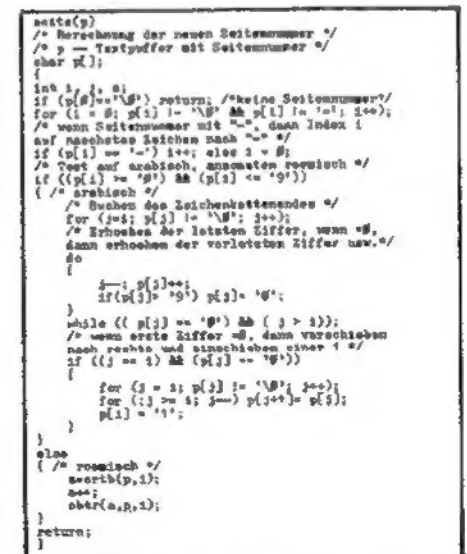 seite(p)
/* Berechnung der neuen Seitennummer */
/* p — Textpuffer mit Seitennummer */
char p[];
{
int i, j, a;
if (p[0]=='\0') return; /*keine Seitennummer*/
for (i = 0; p[i] != '\0' && p[i] != '-'; i++);
/* wenn Seitennummer mit "-", dann Index i
auf naechstes Zeichen nach "-" */
if (p[i] == '-') i++; else i = 0;
/* Test auf arabisch, ansonsten roemisch */
if ((p[i] >= '0') && (p[i] <= '9'))
{ /* arabisch */
/* Suchen des Zeichenkettenendes */
for (j=i; p[j] != '\0'; j++);
/* Erhoehen der letzten Ziffer, wenn =0,
dann erhoehen der vorletzten Ziffer usw.*/
do
{
j--; p[j]++;
if(p[j]> '9') p[j]= '0';
}
while (( p[j] == '0') && ( j > i));
/* wenn erste Ziffer =0, dann verschieben
nach rechts und einschieben einer 1 */
if ((j == i) && (p[j] == '0'))
{
for (j = i; p[j] != '\0'; j++);
for (;j >= i; j--) p[j+1]= p[j];
p[i] = '1';
}
}
else
{ /* roemisch */
a=ortb(p,i);
a++;
obtr(a,p,i);
}
return;
}